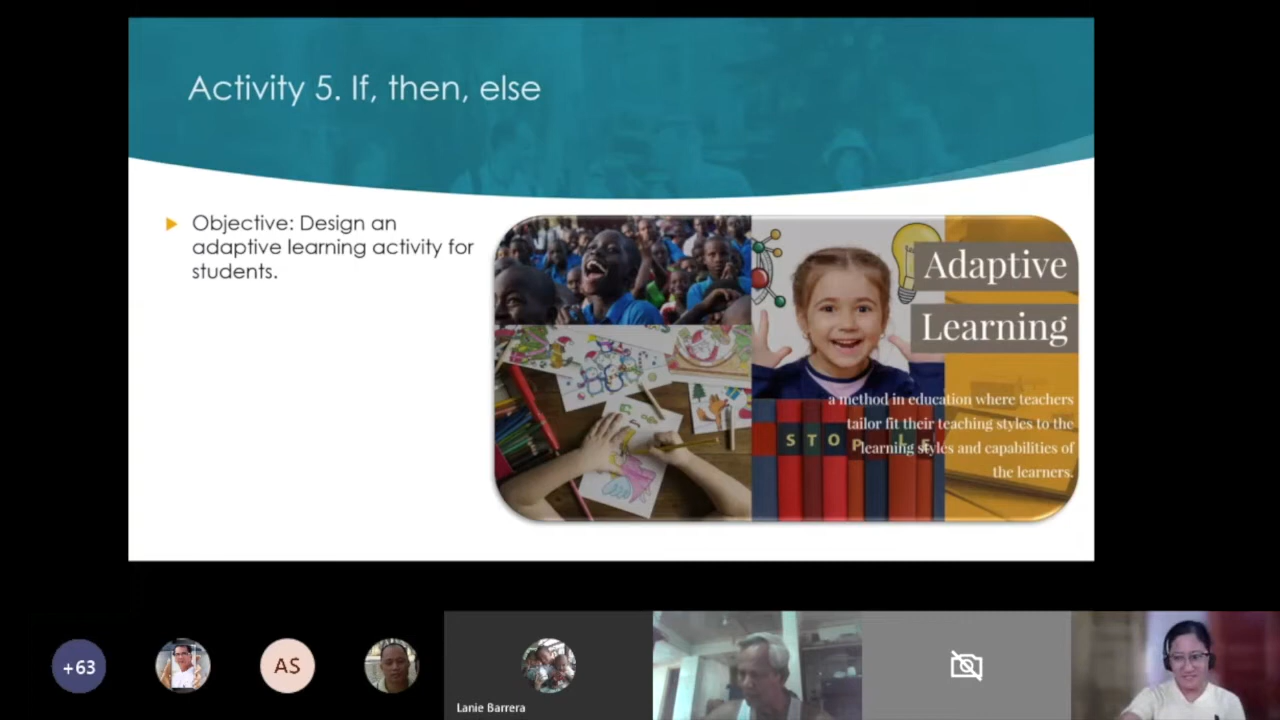 Activity 5. If, then, else
Objective: Design an
adaptive learning activity for
students.
Adaptive
Learning
a method in education where teachers
tailor fit their teaching styles to the
learning styles and capabilities of
the learners.
STOP LE
+63
AS
Lanie Barrera